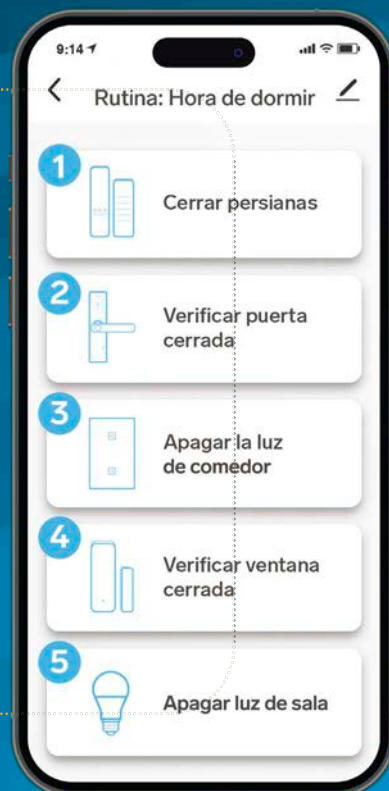 9:14
Rutina: Hora de dormir
1
Cerrar persianas
2
Verificar puerta
cerrada
3
Apagar la luz
de comedor
4
Verificar ventana
cerrada
5
Apagar luz de sala